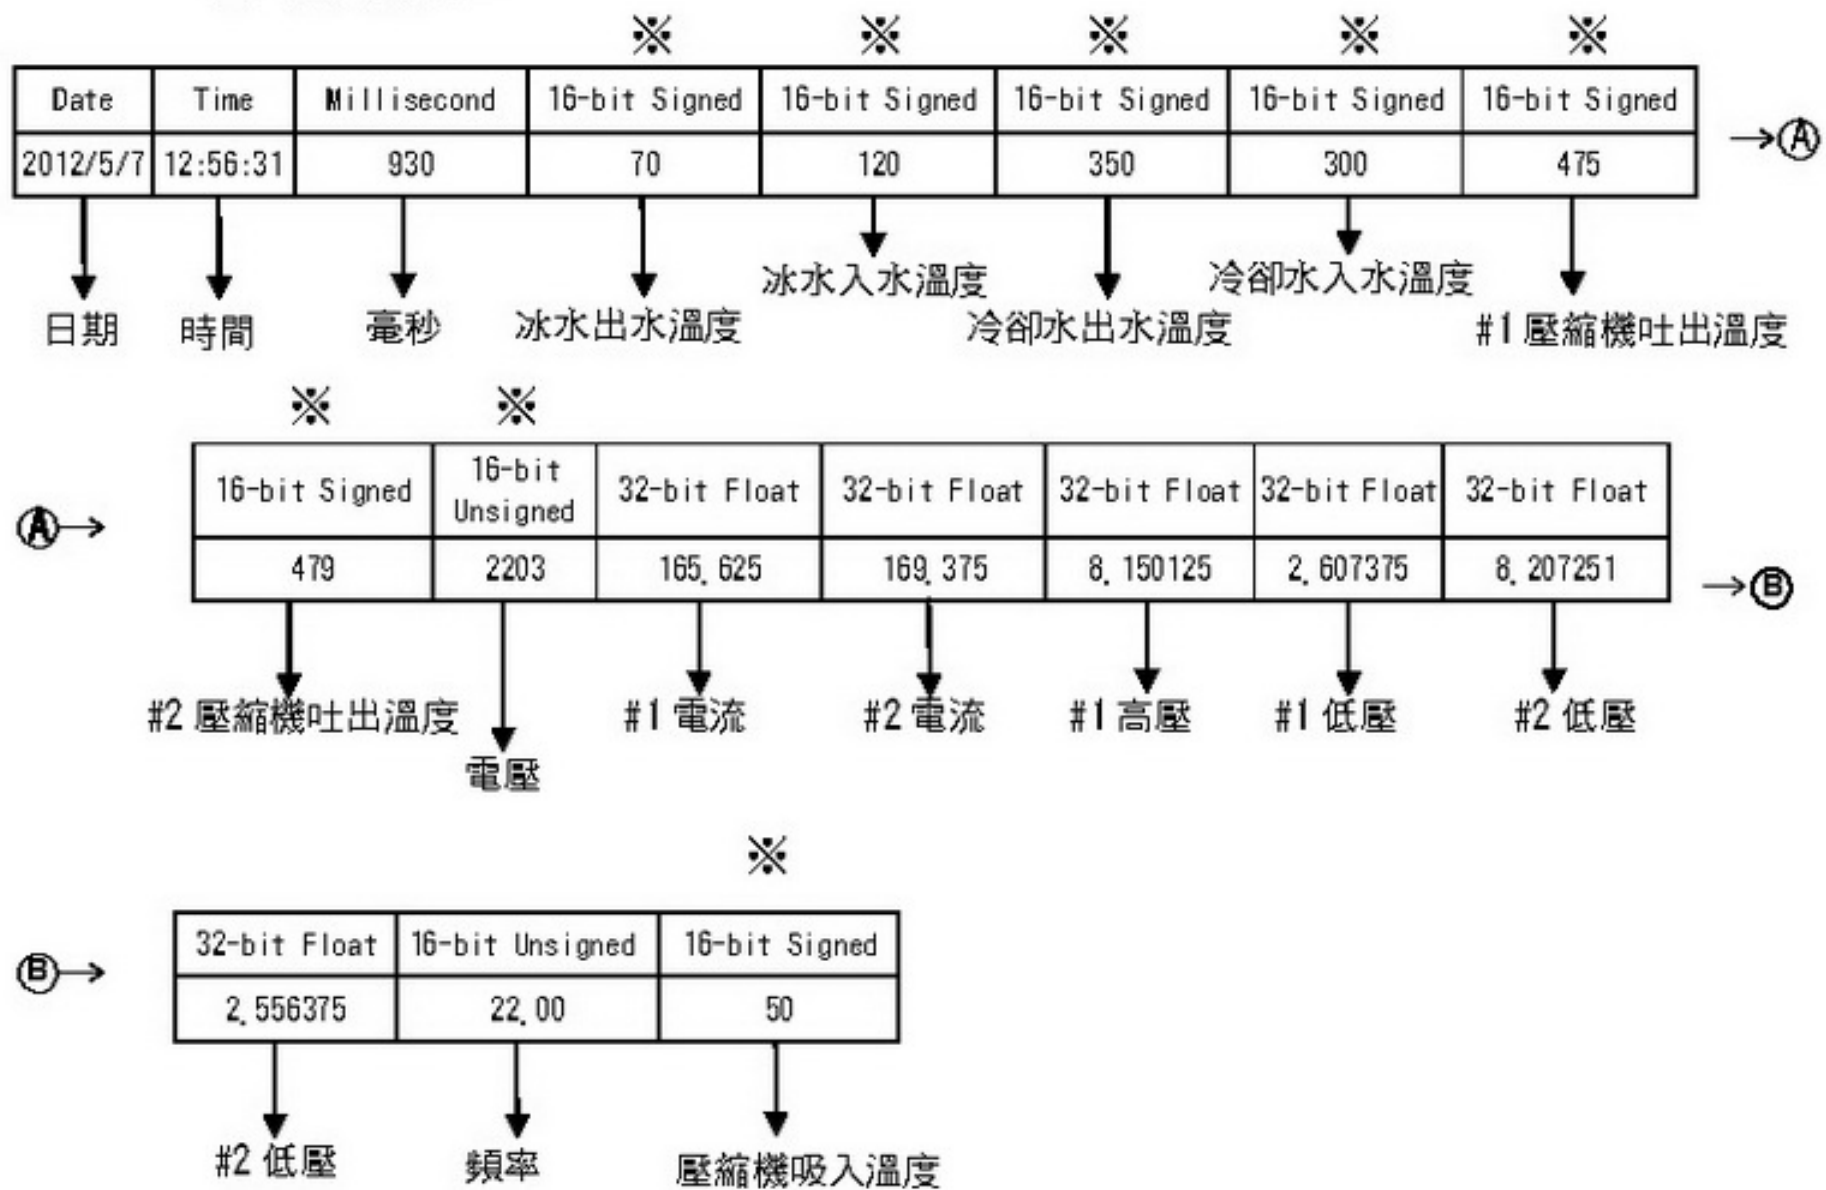 ※ ※ ※ ※ ※
Date Time Millisecond 16-bit Signed 16-bit Signed 16-bit Signed 16-bit Signed 16-bit Signed
2012/5/7 12:56:31 930 70 120 350 300 475
→Ⓐ
冰水入水溫度 冷卻水入水溫度
日期 時間 毫秒 冰水出水溫度 冷卻水出水溫度 #1壓縮機吐出溫度
※ ※
Ⓐ→
16-bit Signed 16-bit Unsigned 32-bit Float 32-bit Float 32-bit Float 32-bit Float 32-bit Float
479 2203 165.625 169.375 8.150125 2.607375 8.207251
→Ⓑ
#2壓縮機吐出溫度 #1電流 #2電流 #1高壓 #1低壓 #2低壓
電壓
※
Ⓑ→
32-bit Float 16-bit Unsigned 16-bit Signed
2.556375 22.00 50
#2低壓 頻率 壓縮機吸入溫度